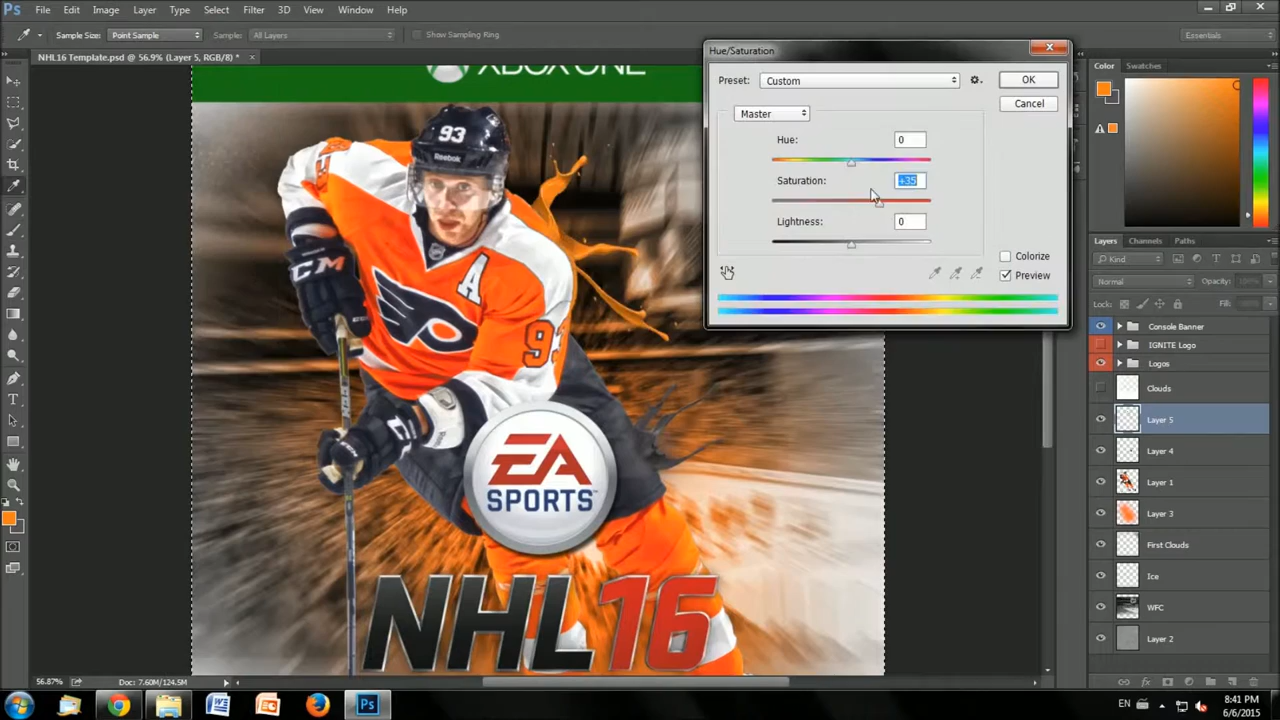 Ps File Edit Image Layer Type Select Filter 3D View Window Help
Sample Size: Point Sample Sample: All Layers Show Sampling Ring Essentials
NHL16 Template.psd @ 56.9% (Layer 5, RGB/8) *
XBOX ONE
93
Reebok
CCM
A
93
EA
SPORTS
NHL16
Hue/Saturation
Preset: Custom OK
Cancel
Master
Hue: 0
Saturation: +35
Lightness: 0
Colorize
Preview
Color Swatches
Layers Channels Paths
Kind
Normal Opacity:
Lock: Fill:
Console Banner
IGNITE Logo
Logos
Clouds
Layer 5
Layer 4
Layer 1
Layer 3
First Clouds
Ice
WFC
Layer 2
56.87% Doc: 7.60M/124.5M
EN 8:41 PM
6/6/2015